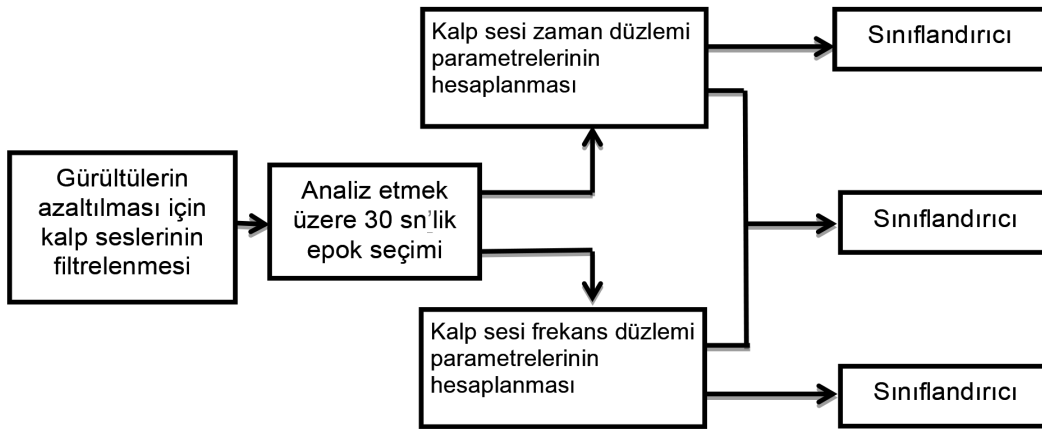 Gürültülerin
azaltılması için
kalp seslerinin
filtrelenmesi
Analiz etmek
üzere 30 sn'lik
epok seçimi
Kalp sesi zaman düzlemi
parametrelerinin
hesaplanması
Kalp sesi frekans düzlemi
parametrelerinin
hesaplanması
Sınıflandırıcı
Sınıflandırıcı
Sınıflandırıcı